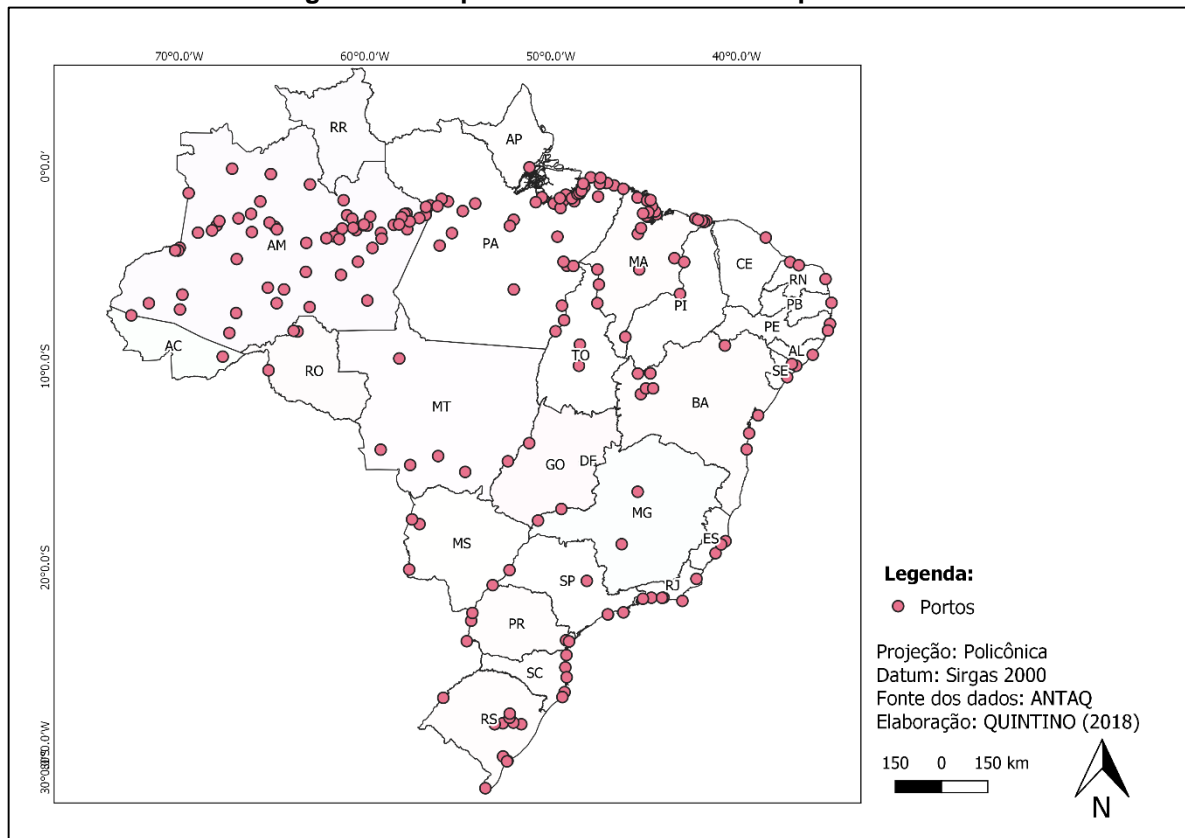 70°0.0'W 60°0.0'W 50°0.0'W 40°0.0'W
0°0.0'
10°0.0'S
20°0.0'S
RR
AP
AM
PA
MA
CE
RN
PB
PI
PE
AL
SE
AC
RO
TO
BA
MT
GO
DF
MG
ES
MS
SP
RJ
PR
SC
RS
Legenda:
Portos
Projeção: Policônica
Datum: Sirgas 2000
Fonte dos dados: ANTAQ
Elaboração: QUINTINO (2018)
150 0 150 km
N